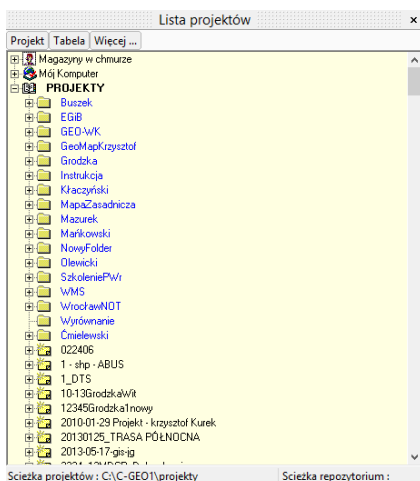 Lista projektów ×
Projekt Tabela Więcej ...
Magazyny w chmurze
Mój Komputer
PROJEKTY
Buszek
EGiB
GEO-WK
GeoMapKrzysztof
Grodzka
Instrukcja
Kłaczyński
MapaZasadnicza
Mazurek
Mańkowski
NowyFolder
Olewicki
SzkoleniePWr
WMS
WrocławNOT
Wyrównanie
Ćmielewski
022406
1 - shp - ABUS
1_DTS
10-13GrodzkaWit
12345Grodzka1nowy
2010-01-29 Projekt - krzysztof Kurek
20130125_TRASA PÓŁNOCNA
2013-05-17-gis-jg
Scieżka projektów : C:\C-GEO1\projekty Scieżka repozytorium :